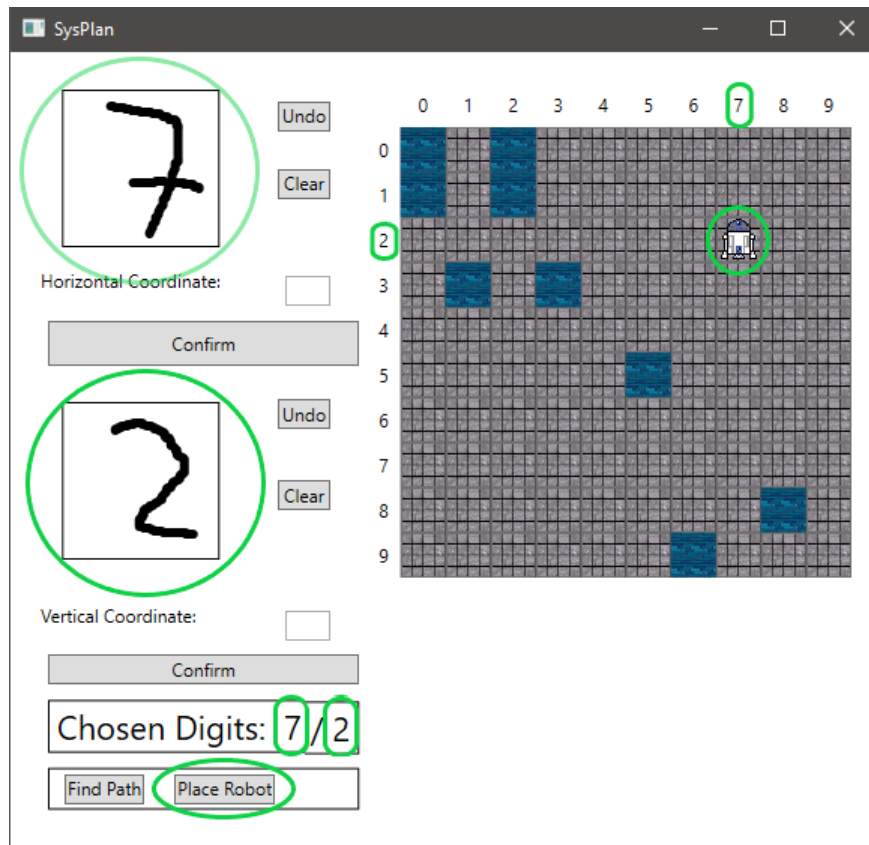 SysPlan
7
Undo
Clear
Horizontal Coordinate:
Confirm
2
Undo
Clear
Vertical Coordinate:
Confirm
Chosen Digits: 7/2
Find Path Place Robot
0 1 2 3 4 5 6 7 8 9
0
1
2
3
4
5
6
7
8
9